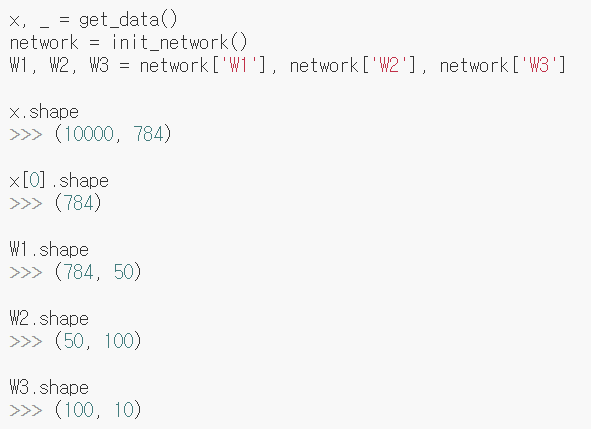 x, _ = get_data()
network = init_network()
W1, W2, W3 = network['W1'], network['W2'], network['W3']
x.shape
>>> (10000, 784)
x[0].shape
>>> (784)
W1.shape
>>> (784, 50)
W2.shape
>>> (50, 100)
W3.shape
>>> (100, 10)